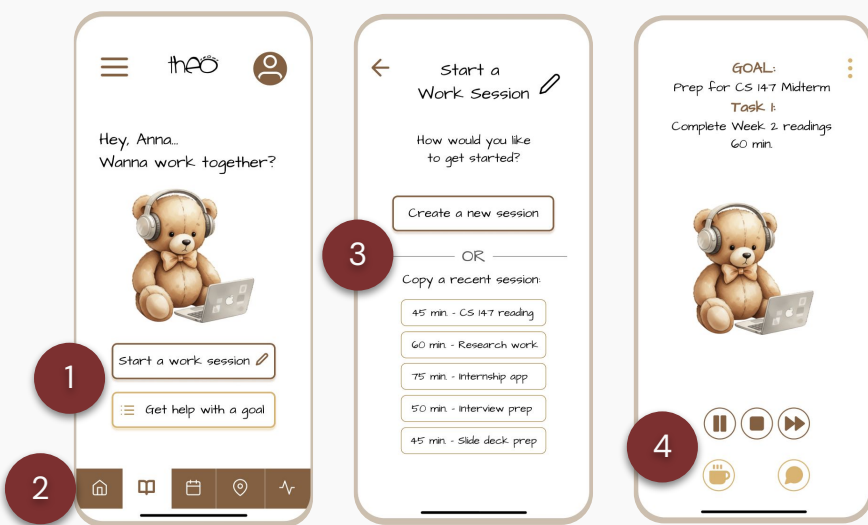 theo
Hey, Anna...
Wanna work together?
1
Start a work session
Get help with a goal
2
Start a
Work Session
How would you like
to get started?
Create a new session
3
OR
Copy a recent session:
45 min. - CS 147 reading
60 min. - Research work
75 min. - Internship app
50 min. - Interview prep
45 min. - Slide deck prep
GOAL:
Prep for CS 147 Midterm
Task 1:
Complete Week 2 readings
60 min.
4